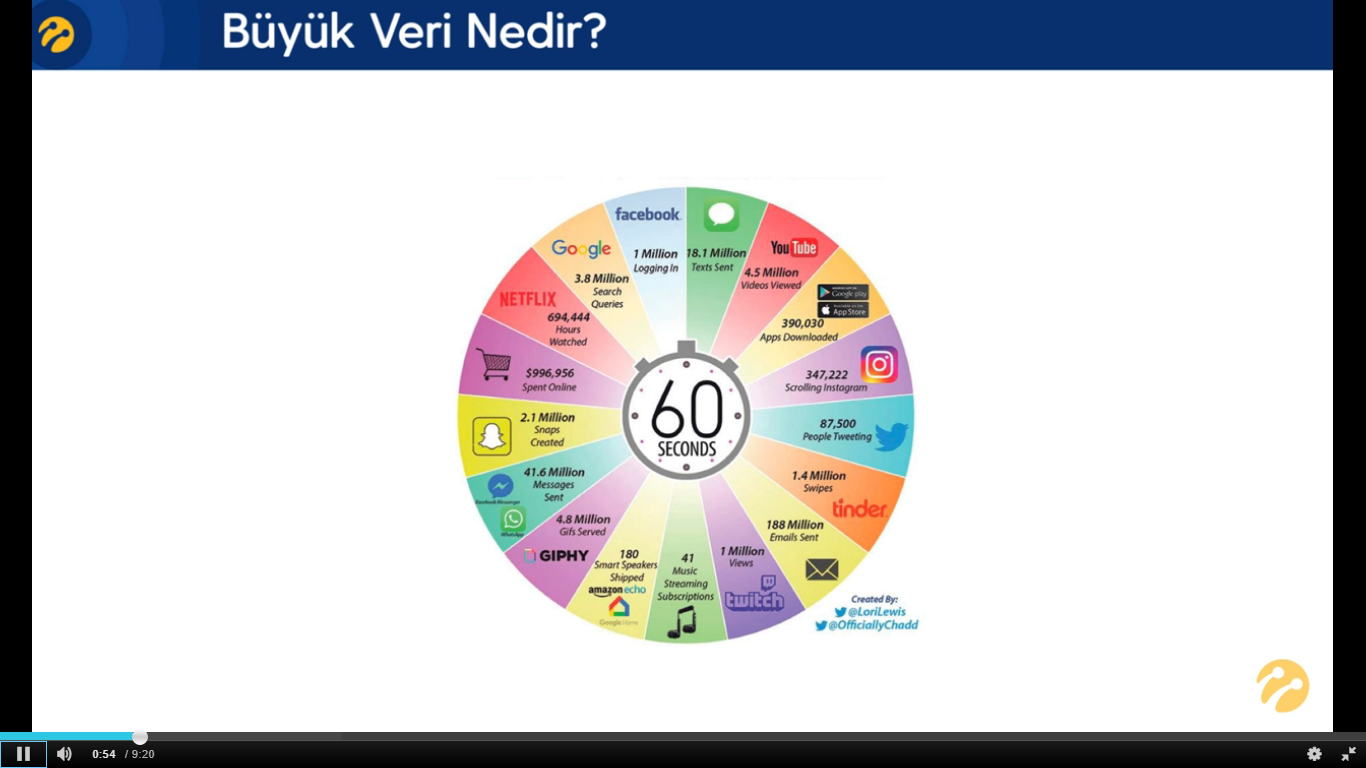 Büyük Veri Nedir?
facebook
1 Million
Logging In
18.1 Million
Texts Sent
You Tube
4.5 Million
Videos Viewed
Google play
App Store
390,030
Apps Downloaded
347,222
Scrolling Instagram
87,500
People Tweeting
1.4 Million
Swipes
tinder
188 Million
Emails Sent
1 Million
Views
twitch
41
Music
Streaming
Subscriptions
180
Smart Speakers
Shipped
amazon echo
Google Home
4.8 Million
Gifs Served
GIPHY
41.6 Million
Messages
Sent
Facebook Messenger
WhatsApp
2.1 Million
Snaps
Created
$996,956
Spent Online
NETFLIX
694,444
Hours
Watched
Google
3.8 Million
Search
Queries
60
SECONDS
Created By:
@LoriLewis
@OfficiallyChadd
0:54 / 9:20